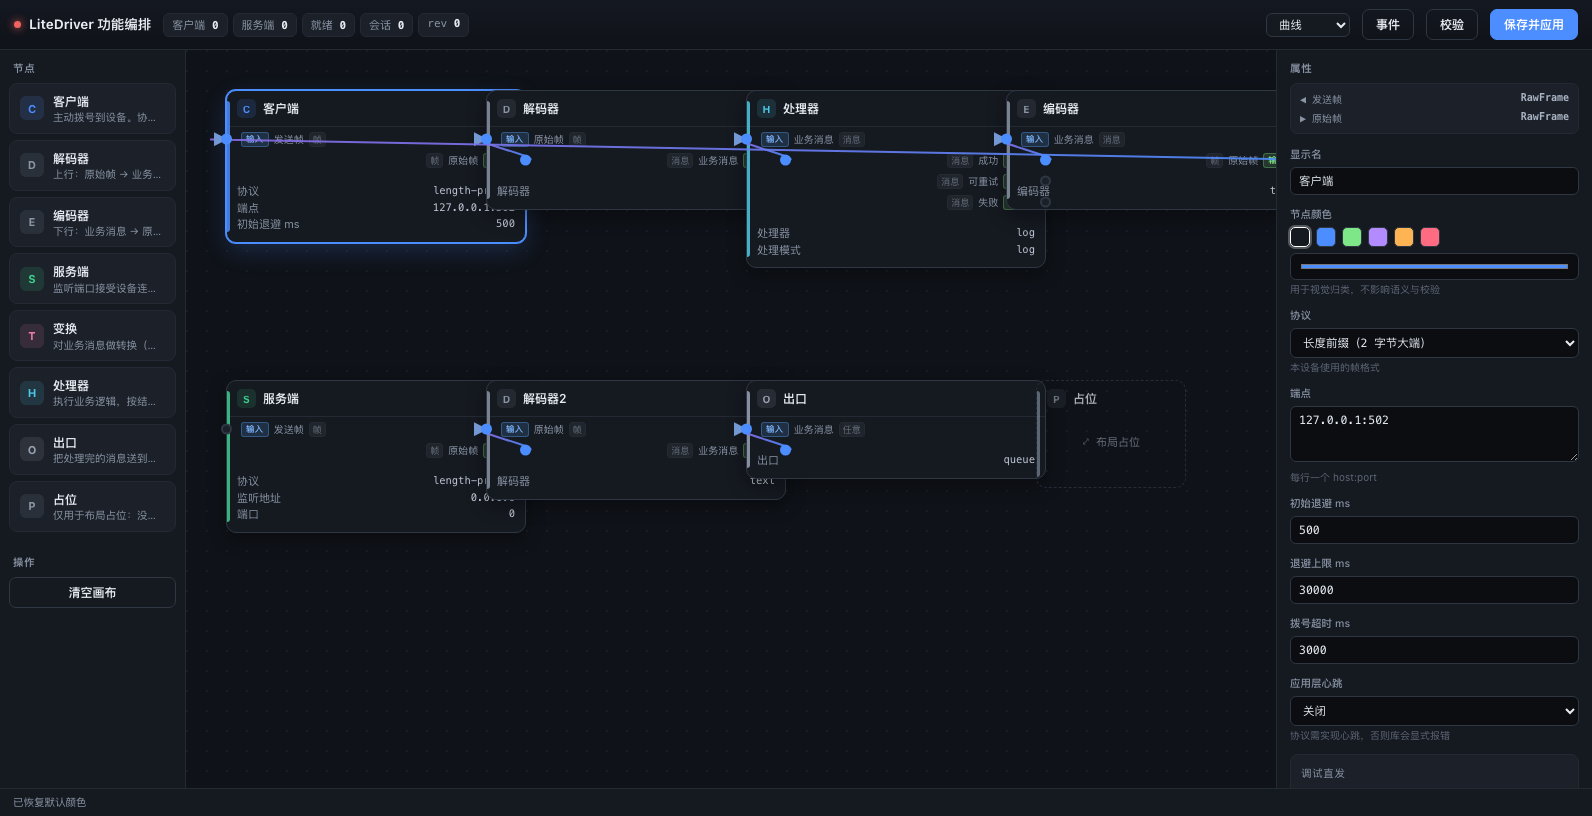 LiteDriver 功能编排
客户端 0
服务端 0
就绪 0
会话 0
rev 0
曲线
事件
校验
保存并应用
节点
C
客户端
主动拨号到设备。协…
D
解码器
上行：原始帧 → 业务…
E
编码器
下行：业务消息 → 原…
S
服务端
监听端口接受设备连…
T
变换
对业务消息做转换（…
H
处理器
执行业务逻辑，按结…
O
出口
把处理完的消息送到…
P
占位
仅用于布局占位：没…
操作
清空画布
C 客户端
输入 发送帧 帧
帧 原始帧
协议 length-pr
端点 127.0.0.1:502
初始退避 ms 500
D 解码器
输入 原始帧 帧
消息 业务消息
解码器
H 处理器
输入 业务消息 消息
消息 成功
消息 可重试
消息 失败
处理器 log
处理模式 log
E 编码器
输入 业务消息 消息
帧 原始帧 输
编码器 t
S 服务端
输入 发送帧 帧
帧 原始帧
协议 length-pr
监听地址 0.0.0.0
端口 0
D 解码器2
输入 原始帧 帧
消息 业务消息
解码器 text
O 出口
输入 业务消息 任意
出口 queue
P 占位
⤢ 布局占位
属性
◂ 发送帧 RawFrame
▸ 原始帧 RawFrame
显示名
客户端
节点颜色
用于视觉归类，不影响语义与校验
协议
长度前缀（2 字节大端）
本设备使用的帧格式
端点
127.0.0.1:502
每行一个 host:port
初始退避 ms
500
退避上限 ms
30000
拨号超时 ms
3000
应用层心跳
关闭
协议需实现心跳，否则库会显式报错
调试直发
已恢复默认颜色